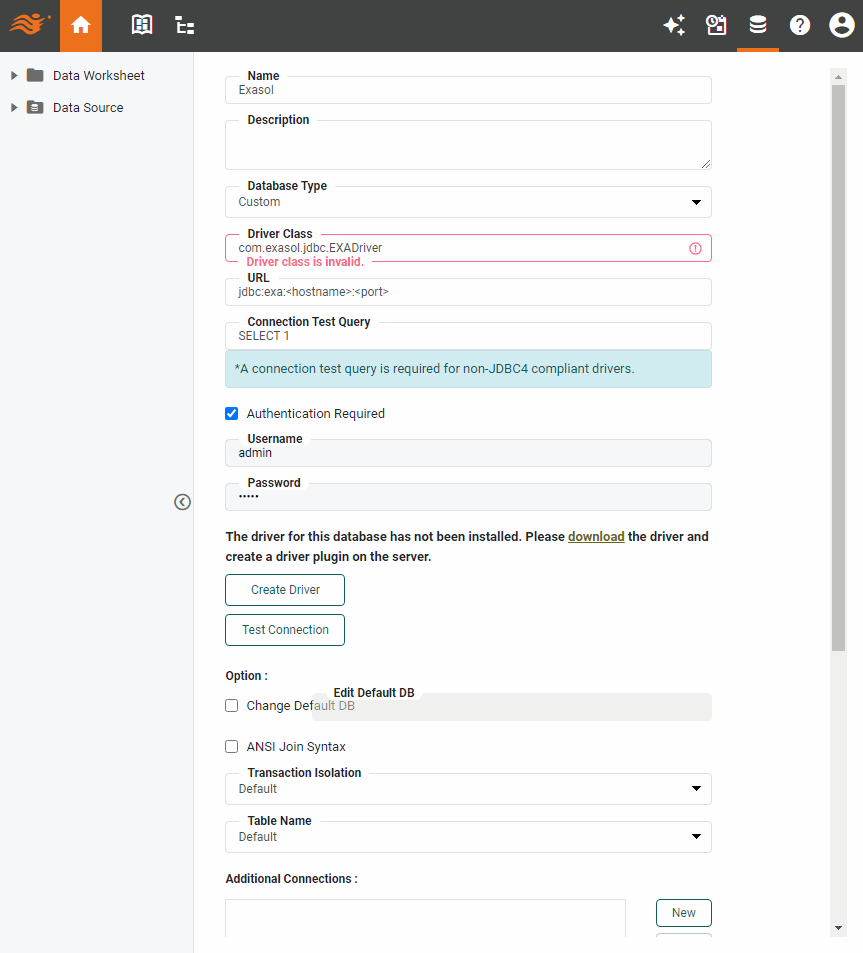 Data Worksheet
Data Source
Name
Exasol
Description
Database Type
Custom
Driver Class
com.exasol.jdbc.EXADriver
Driver class is invalid.
URL
jdbc:exa:<hostname>:<port>
Connection Test Query
SELECT 1
*A connection test query is required for non-JDBC4 compliant drivers.
Authentication Required
Username
admin
Password
•••••
The driver for this database has not been installed. Please download the driver and
create a driver plugin on the server.
Create Driver
Test Connection
Option :
Edit Default DB
Change Default DB
ANSI Join Syntax
Transaction Isolation
Default
Table Name
Default
Additional Connections :
New